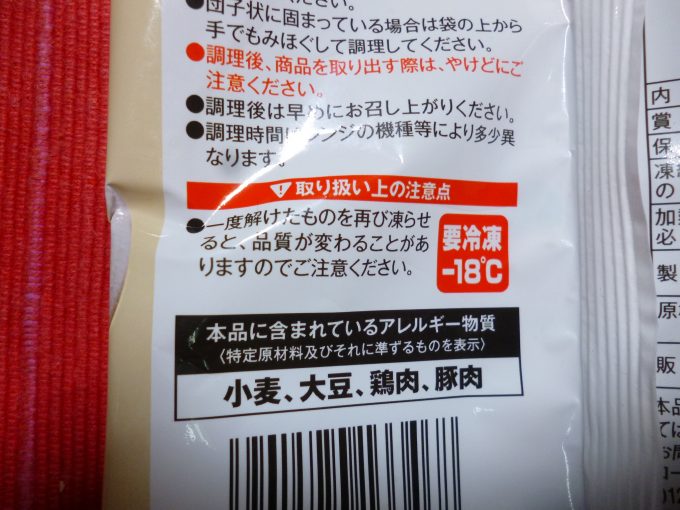 ください。
●団子状に固まっている場合は袋の上から
手でもみほぐして調理してください。
●調理後、商品を取り出す際は、やけどにご
注意ください。
●調理後は早めにお召し上がりください。
●調理時間はレンジの機種等により多少異
なります。
取り扱い上の注意点
●一度解けたものを再び凍らせ
ると、品質が変わることがあ
りますのでご注意ください。
要冷凍
-18℃
本品に含まれているアレルギー物質
〈特定原材料及びそれに準ずるものを表示〉
小麦、大豆、鶏肉、豚肉
内
賞
保
凍
の
加
必
製
原
販
本品
ては